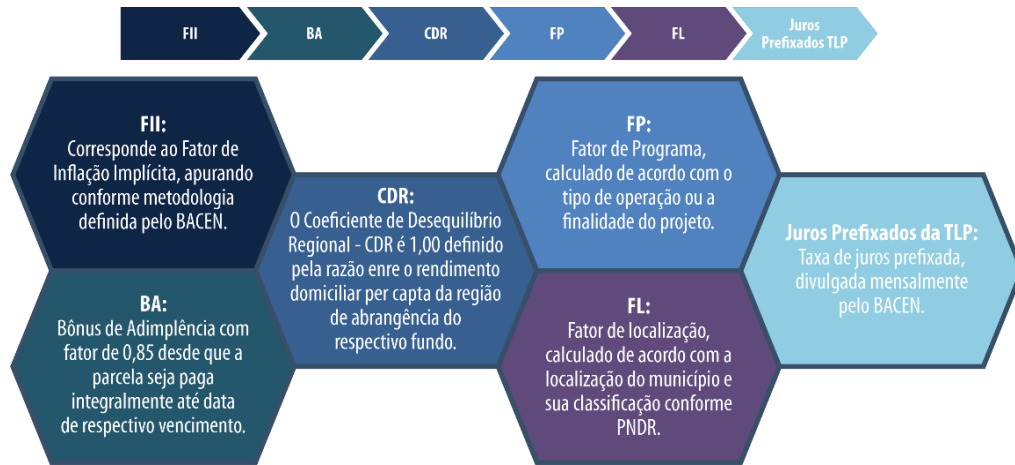 FII
BA
CDR
FP
FL
Juros
Prefixados TLP
FII:
Corresponde ao Fator de
Inflação Implícita, apurando
conforme metodologia
definida pelo BACEN.
BA:
Bônus de Adimplência com
fator de 0,85 desde que a
parcela seja paga
integralmente até data
de respectivo vencimento.
CDR:
O Coeficiente de Desequilíbrio
Regional - CDR é 1,00 definido
pela razão enre o rendimento
domiciliar per capta da região
de abrangência do
respectivo fundo.
FP:
Fator de Programa,
calculado de acordo com o
tipo de operação ou a
finalidade do projeto.
FL:
Fator de localização,
calculado de acordo com a
localização do município e
sua classificação conforme
PNDR.
Juros Prefixados da TLP:
Taxa de juros prefixada,
divulgada mensalmente
pelo BACEN.